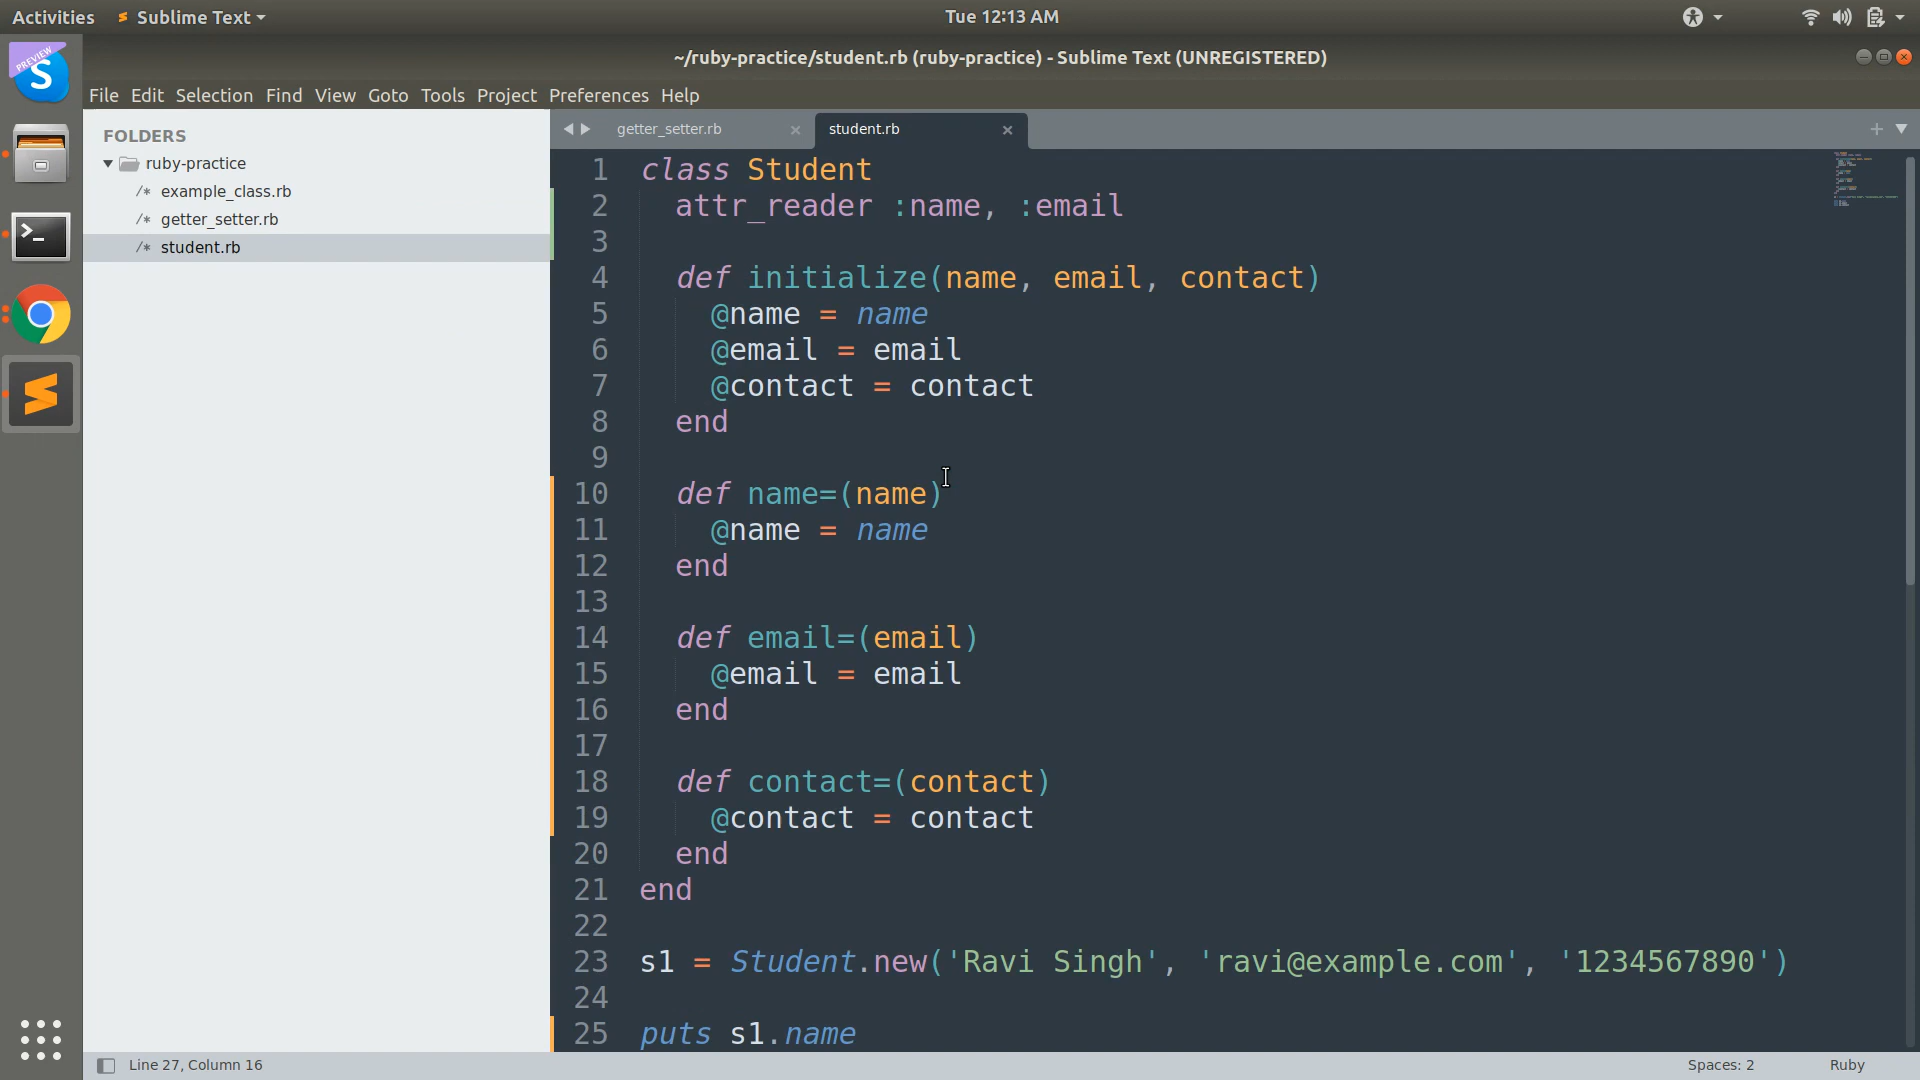 Activities Sublime Text Tue 12:13 AM
~/ruby-practice/student.rb (ruby-practice) - Sublime Text (UNREGISTERED)
File Edit Selection Find View Goto Tools Project Preferences Help
PREVIEW
S
FOLDERS
ruby-practice
/* example_class.rb
/* getter_setter.rb
/* student.rb
getter_setter.rb × student.rb ×
1 class Student
2   attr_reader :name, :email
3
4   def initialize(name, email, contact)
5     @name = name
6     @email = email
7     @contact = contact
8   end
9
10   def name=(name)
11     @name = name
12   end
13
14   def email=(email)
15     @email = email
16   end
17
18   def contact=(contact)
19     @contact = contact
20   end
21 end
22
23 s1 = Student.new('Ravi Singh', 'ravi@example.com', '1234567890')
24
25 puts s1.name
Line 27, Column 16 Spaces: 2 Ruby